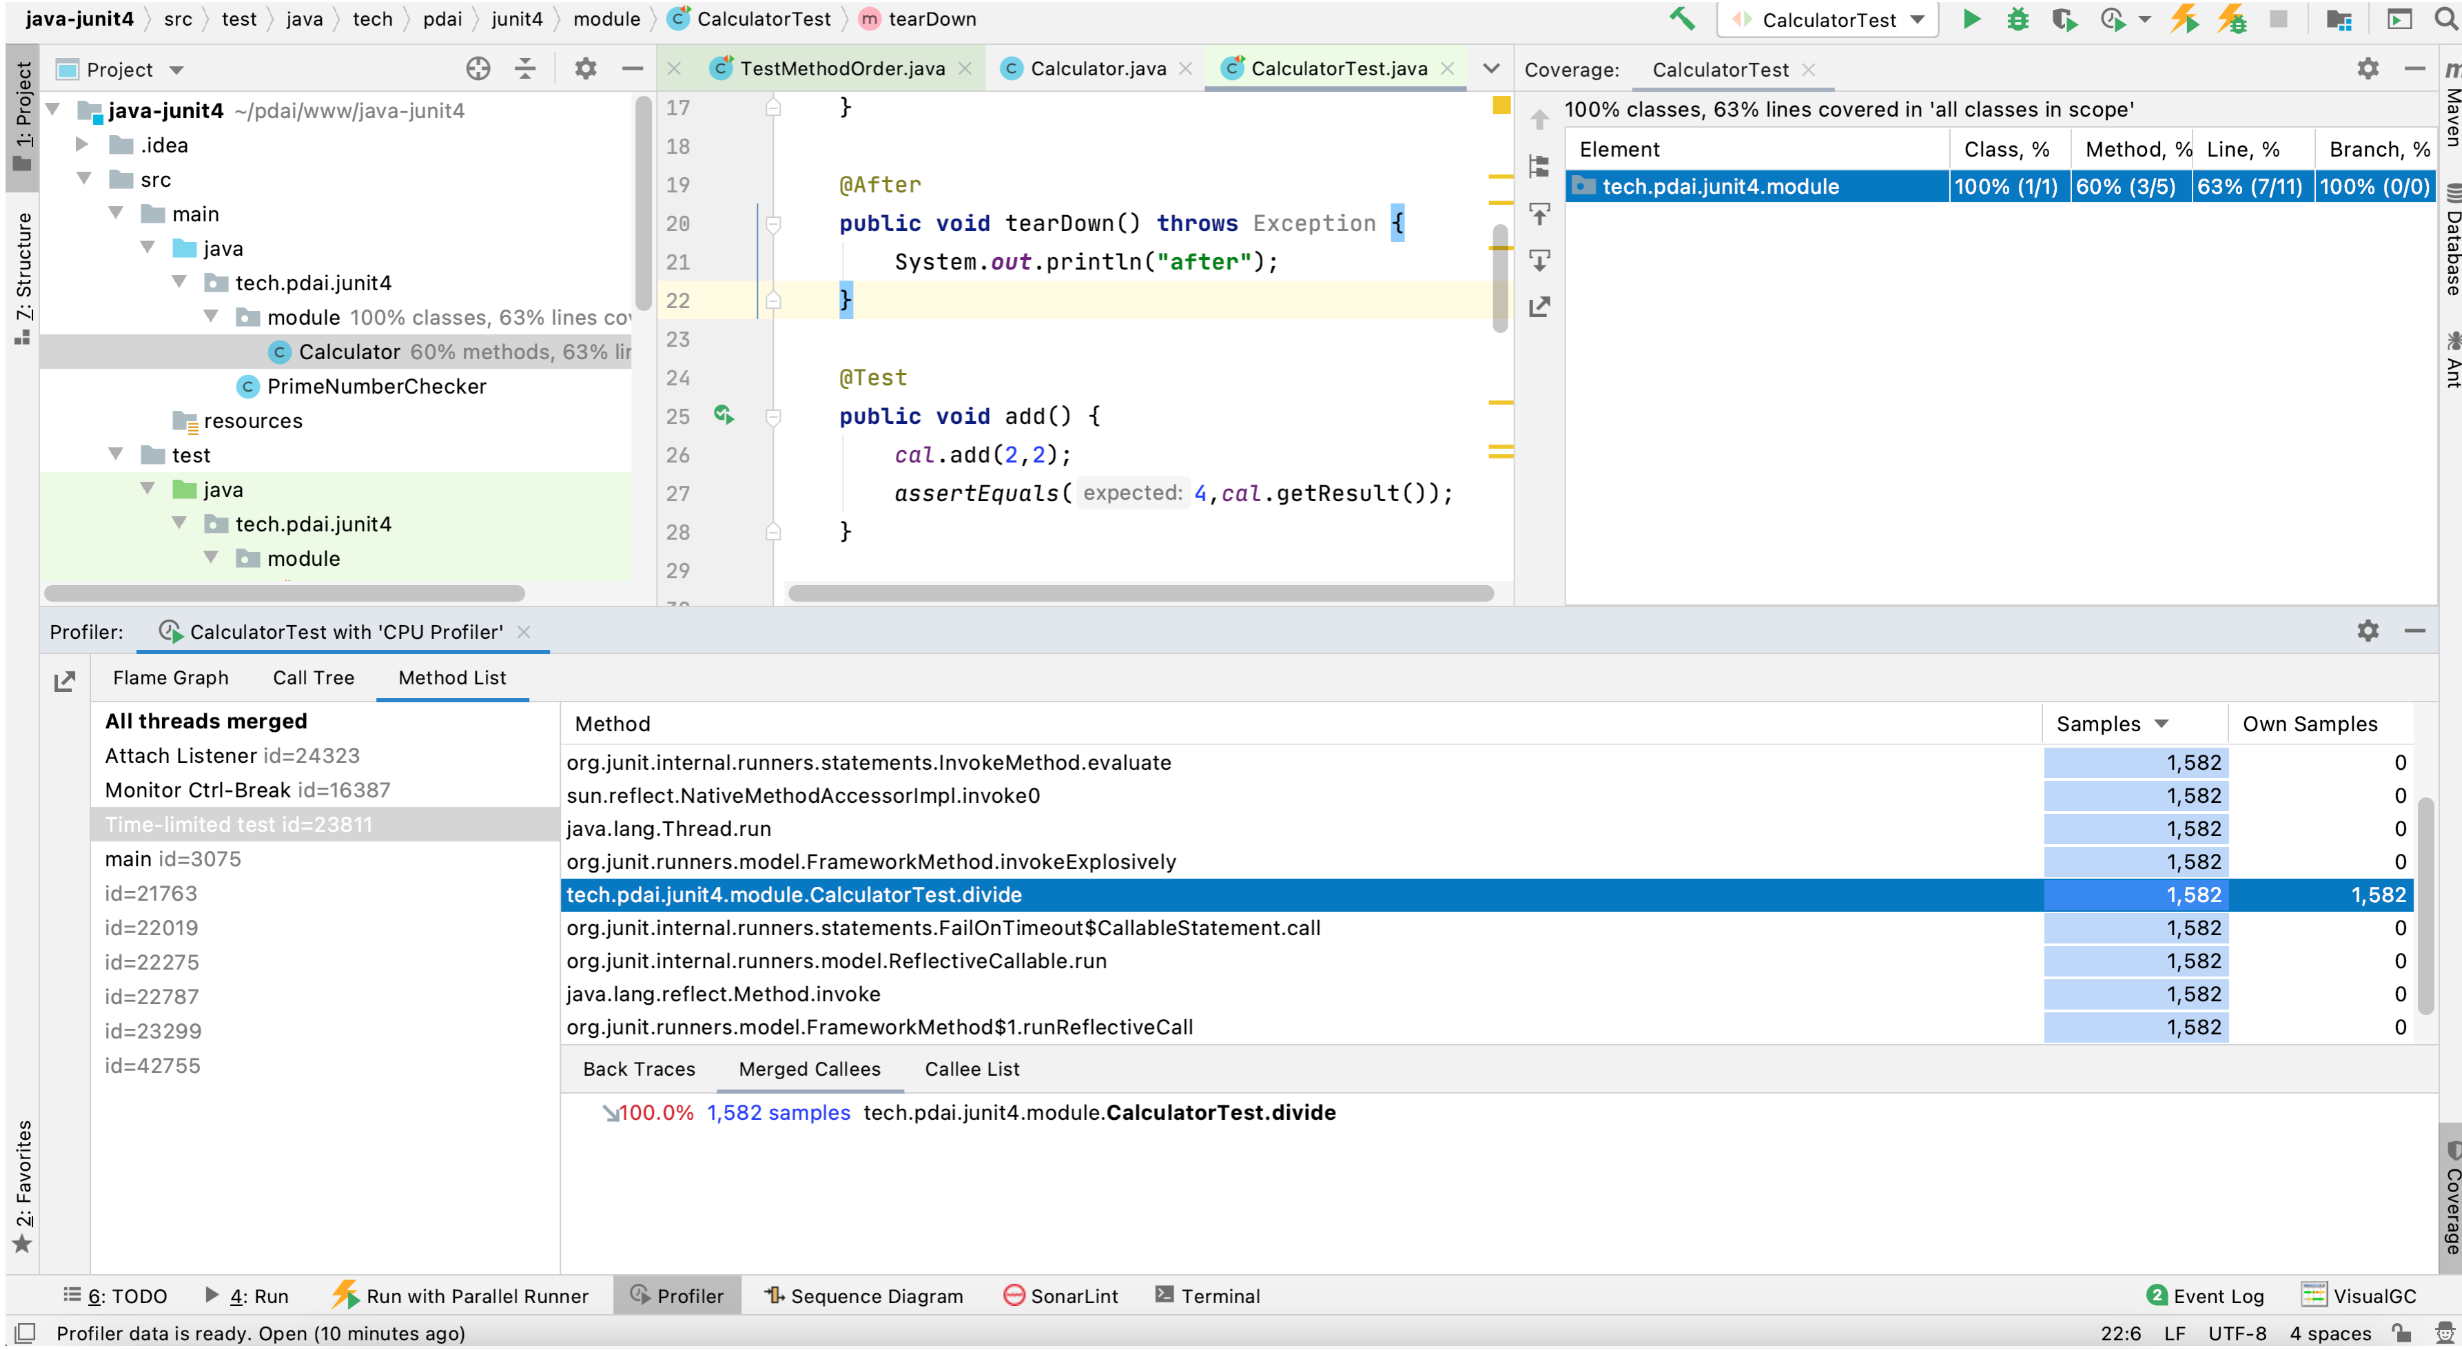 java-junit4 src test java tech pdai junit4 module CalculatorTest tearDown
CalculatorTest
1: Project
7: Structure
2: Favorites
Project
java-junit4 ~/pdai/www/java-junit4
.idea
src
main
java
tech.pdai.junit4
module 100% classes, 63% lines
Calculator 60% methods, 63%
PrimeNumberChecker
resources
test
java
tech.pdai.junit4
module
TestMethodOrder.java Calculator.java CalculatorTest.java
17 }
18
19 @After
20 public void tearDown() throws Exception {
21 System.out.println("after");
22 }
23
24 @Test
25 public void add() {
26 cal.add(2,2);
27 assertEquals( expected: 4,cal.getResult());
28 }
29
Coverage: CalculatorTest
100% classes, 63% lines covered in 'all classes in scope'
Element Class, % Method, % Line, % Branch, %
tech.pdai.junit4.module 100% (1/1) 60% (3/5) 63% (7/11) 100% (0/0)
Maven
Database
Ant
Coverage
Profiler: CalculatorTest with 'CPU Profiler'
Flame Graph Call Tree Method List
All threads merged
Attach Listener id=24323
Monitor Ctrl-Break id=16387
Time-limited test id=23811
main id=3075
id=21763
id=22019
id=22275
id=22787
id=23299
id=42755
Method Samples Own Samples
org.junit.internal.runners.statements.InvokeMethod.evaluate 1,582 0
sun.reflect.NativeMethodAccessorImpl.invoke0 1,582 0
java.lang.Thread.run 1,582 0
org.junit.runners.model.FrameworkMethod.invokeExplosively 1,582 0
tech.pdai.junit4.module.CalculatorTest.divide 1,582 1,582
org.junit.internal.runners.statements.FailOnTimeout$CallableStatement.call 1,582 0
org.junit.internal.runners.model.ReflectiveCallable.run 1,582 0
java.lang.reflect.Method.invoke 1,582 0
org.junit.runners.model.FrameworkMethod$1.runReflectiveCall 1,582 0
Back Traces Merged Callees Callee List
100.0% 1,582 samples tech.pdai.junit4.module.CalculatorTest.divide
6: TODO 4: Run Run with Parallel Runner Profiler Sequence Diagram SonarLint Terminal 2 Event Log VisualGC
Profiler data is ready. Open (10 minutes ago) 22:6 LF UTF-8 4 spaces